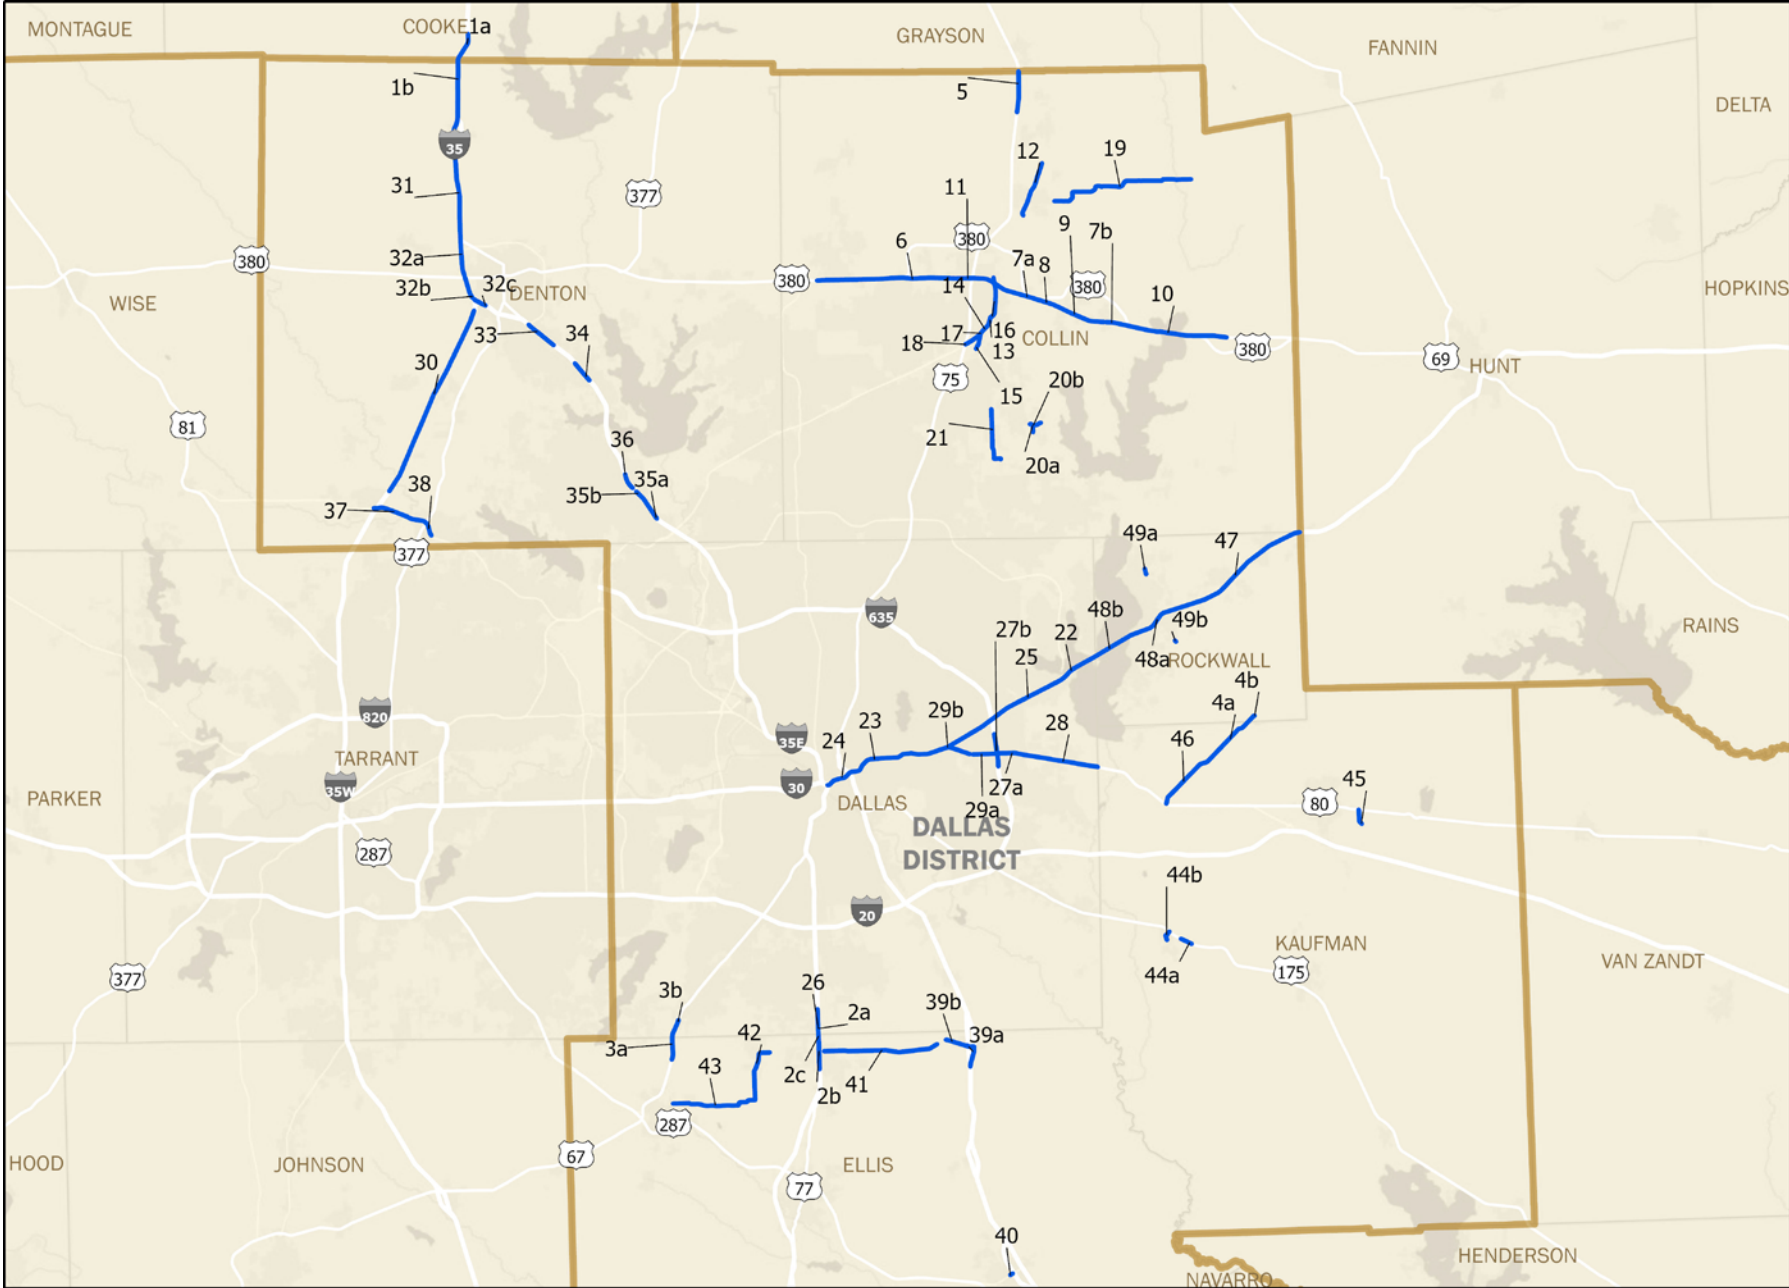 MONTAGUE
COOKE
1a
GRAYSON
FANNIN
1b
5
DELTA
35
12
19
31
377
11
9
7b
380
6
380
7a
8
32a
32b
32c
DENTON
380
14
380
10
HOPKINS
WISE
33
34
17
16
18
13
COLLIN
380
69
HUNT
30
75
15
20b
81
21
20a
36
35b
35a
38
37
377
49a
47
635
48b
49b
RAINS
27b
22
25
48a
ROCKWALL
4b
4a
820
35E
24
23
29b
28
46
TARRANT
35W
30
27a
45
PARKER
DALLAS
29a
80
DALLAS
DISTRICT
287
44b
20
KAUFMAN
VAN ZANDT
377
44a
175
3b
26
2a
39b
3a
42
39a
43
2c
2b
41
287
HOOD
JOHNSON
67
ELLIS
77
40
HENDERSON
NAVARRO